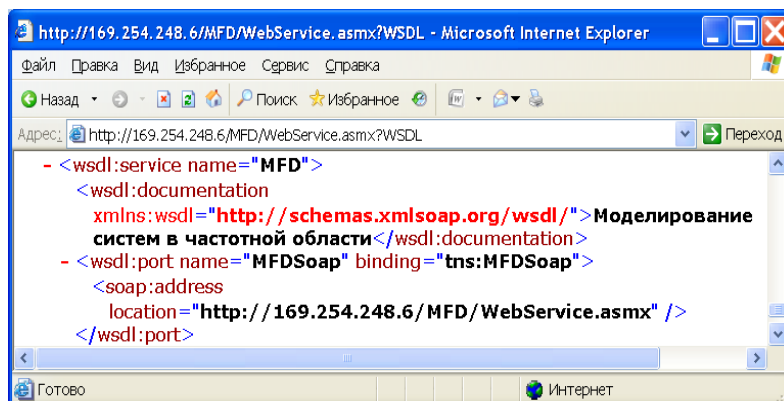 http://169.254.248.6/MFD/WebService.asmx?WSDL - Microsoft Internet Explorer
Файл Правка Вид Избранное Сервис Справка
Назад Поиск Избранное
Адрес: http://169.254.248.6/MFD/WebService.asmx?WSDL Переход
- <wsdl:service name="MFD">
<wsdl:documentation
xmlns:wsdl="http://schemas.xmlsoap.org/wsdl/">Моделирование
систем в частотной области</wsdl:documentation>
- <wsdl:port name="MFDSoap" binding="tns:MFDSoap">
<soap:address
location="http://169.254.248.6/MFD/WebService.asmx" />
</wsdl:port>
Готово Интернет